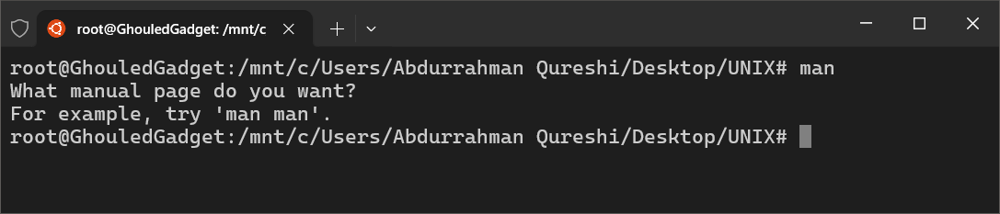 root@GhouledGadget: /mnt/c
root@GhouledGadget:/mnt/c/Users/Abdurrahman Qureshi/Desktop/UNIX# man
What manual page do you want?
For example, try 'man man'.
root@GhouledGadget:/mnt/c/Users/Abdurrahman Qureshi/Desktop/UNIX#